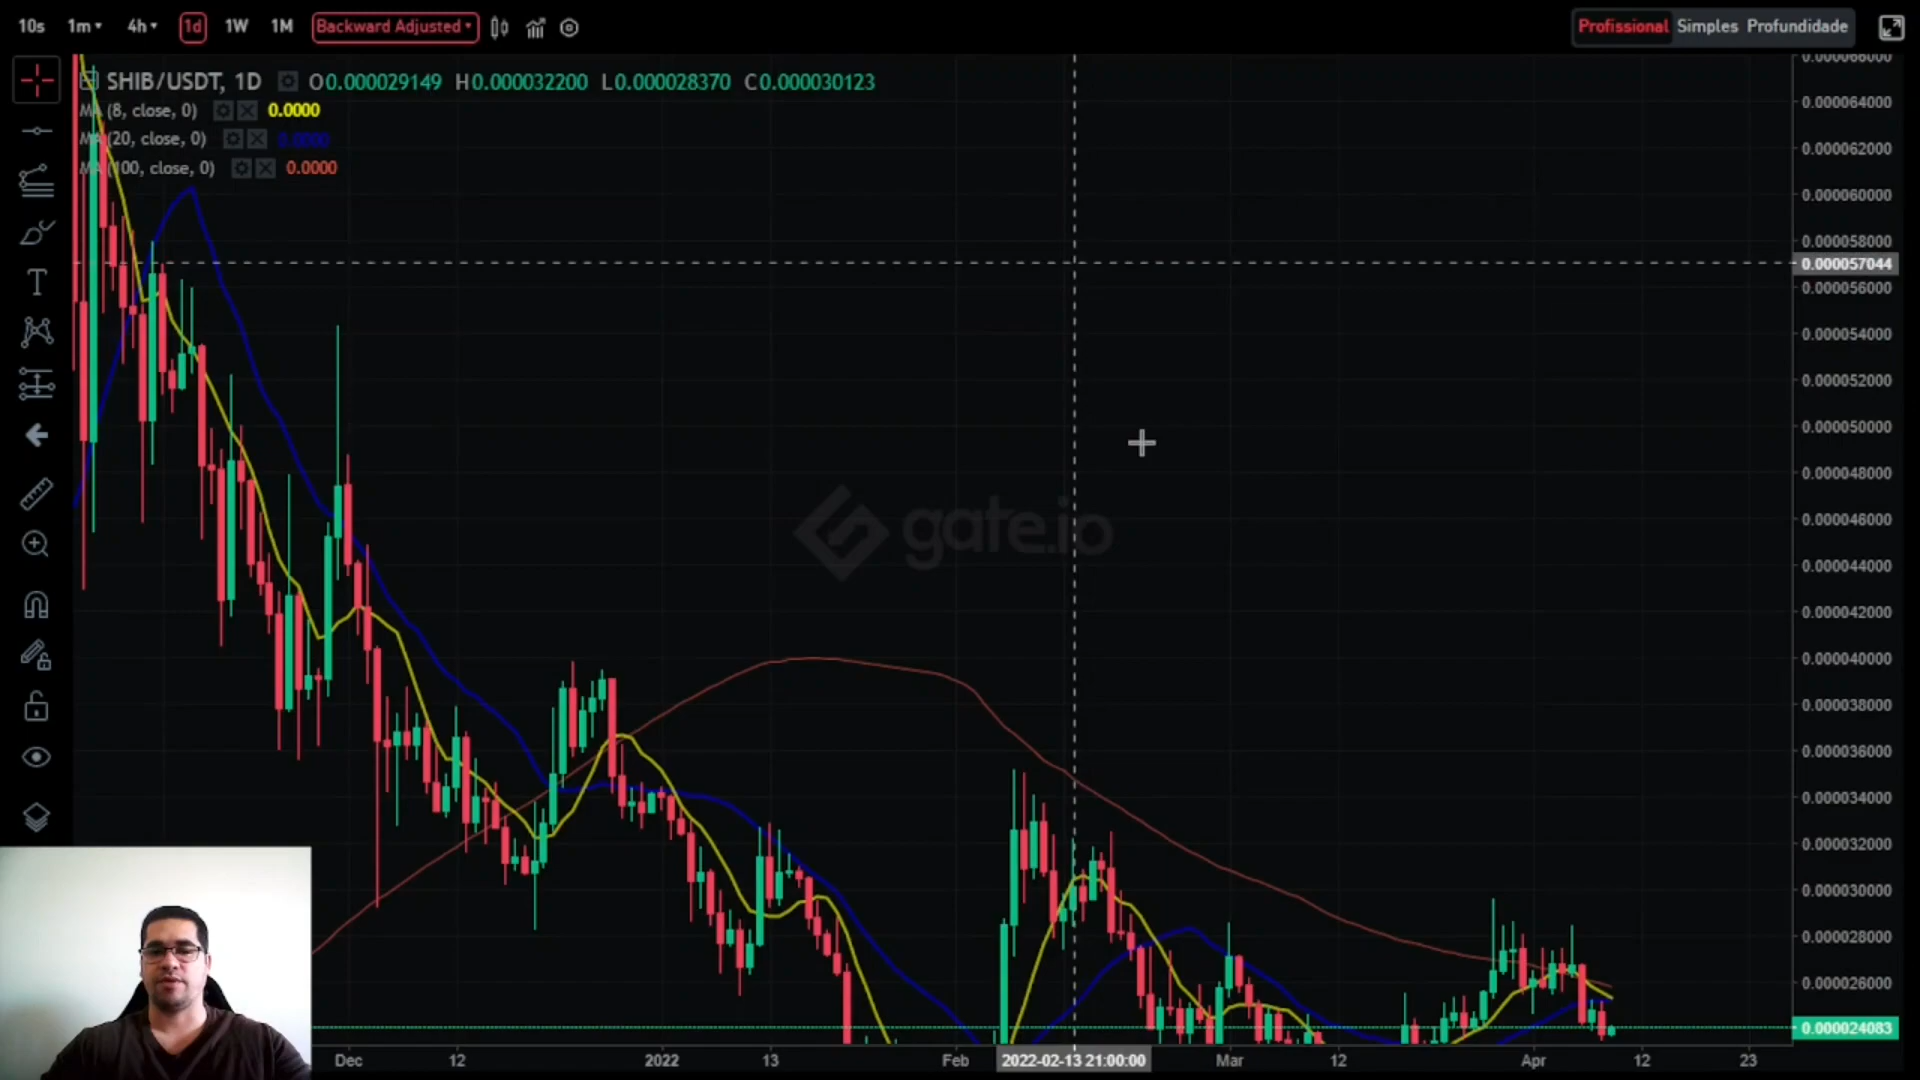 10s 1m 4h 1d 1W 1M Backward Adjusted Profissional Simples Profundidade
SHIB/USDT, 1D O0.000029149 H0.000032200 L0.000028370 C0.000030123
MA (8, close, 0) 0.0000
MA (20, close, 0) 0.0000
MA (100, close, 0) 0.0000
T
gate.io
0.000066000
0.000064000
0.000062000
0.000060000
0.000058000
0.000057044
0.000056000
0.000054000
0.000052000
0.000050000
0.000048000
0.000046000
0.000044000
0.000042000
0.000040000
0.000038000
0.000036000
0.000034000
0.000032000
0.000030000
0.000028000
0.000026000
0.000024083
Dec 12 2022 13 Feb 2022-02-13 21:00:00 Mar 12 Apr 12 23